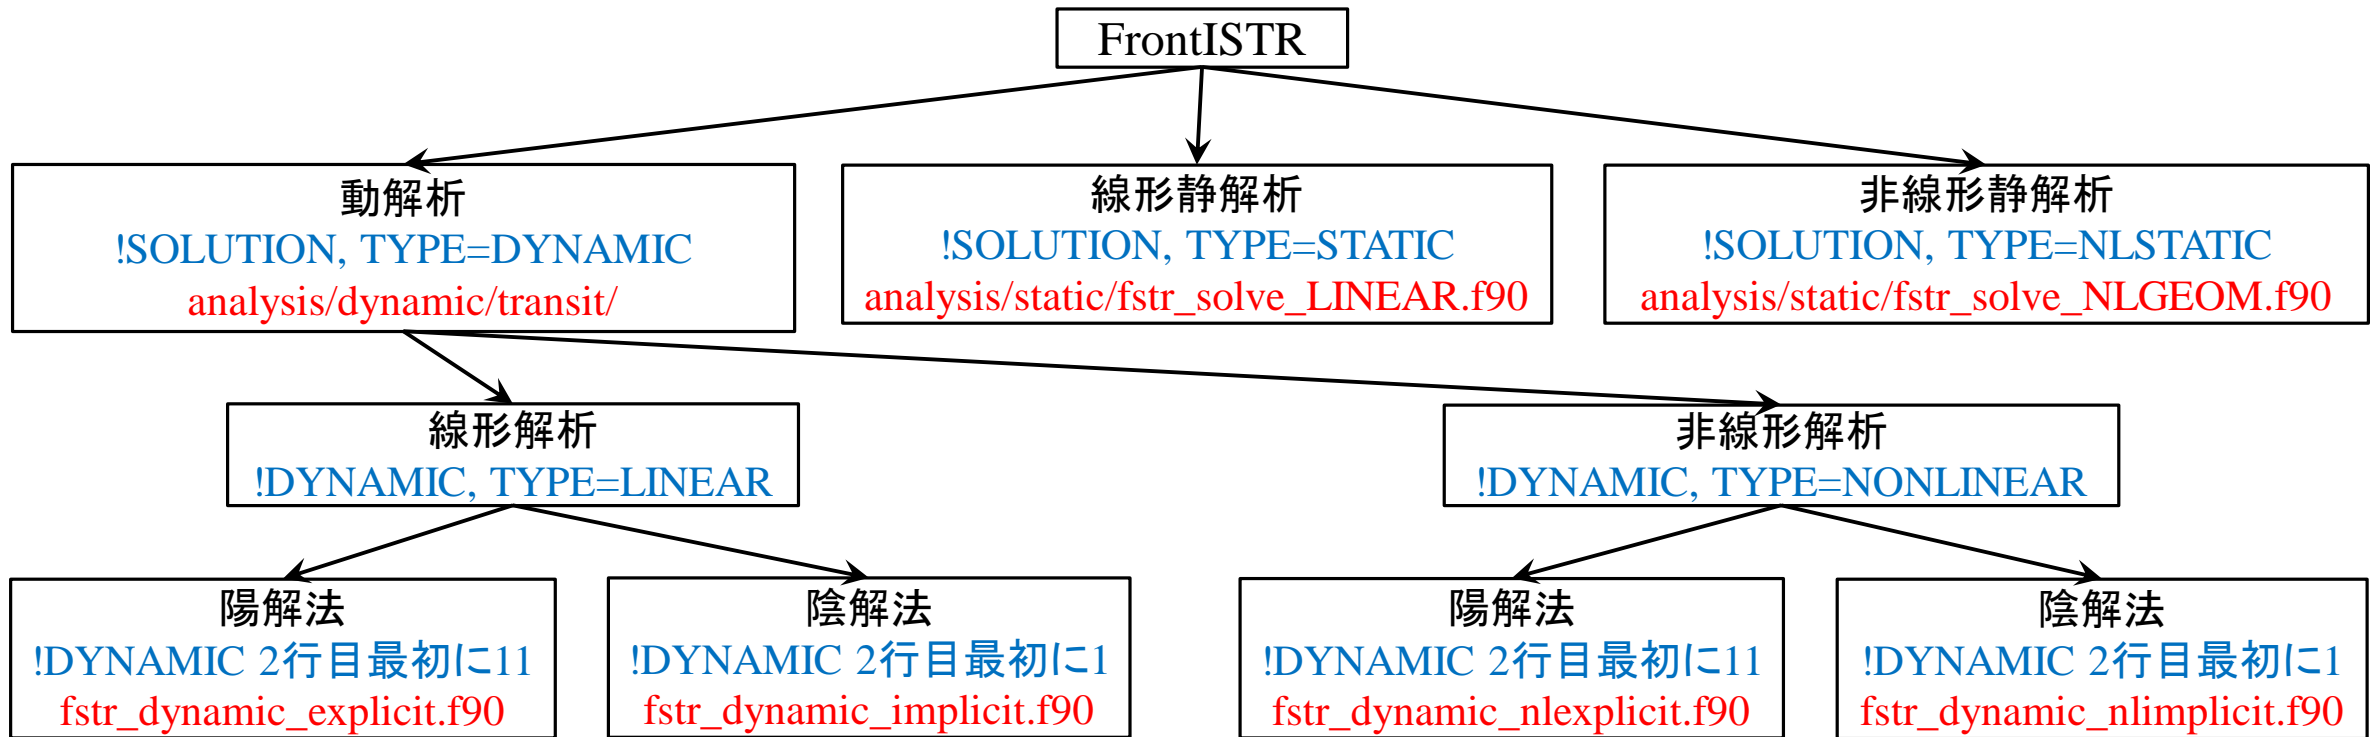 FrontISTR
動解析
!SOLUTION, TYPE=DYNAMIC
analysis/dynamic/transit/
線形静解析
!SOLUTION, TYPE=STATIC
analysis/static/fstr_solve_LINEAR.f90
非線形静解析
!SOLUTION, TYPE=NLSTATIC
analysis/static/fstr_solve_NLGEOM.f90
線形解析
!DYNAMIC, TYPE=LINEAR
非線形解析
!DYNAMIC, TYPE=NONLINEAR
陽解法
!DYNAMIC 2行目最初に11
fstr_dynamic_explicit.f90
陰解法
!DYNAMIC 2行目最初に1
fstr_dynamic_implicit.f90
陽解法
!DYNAMIC 2行目最初に11
fstr_dynamic_nlexplicit.f90
陰解法
!DYNAMIC 2行目最初に1
fstr_dynamic_nlimplicit.f90